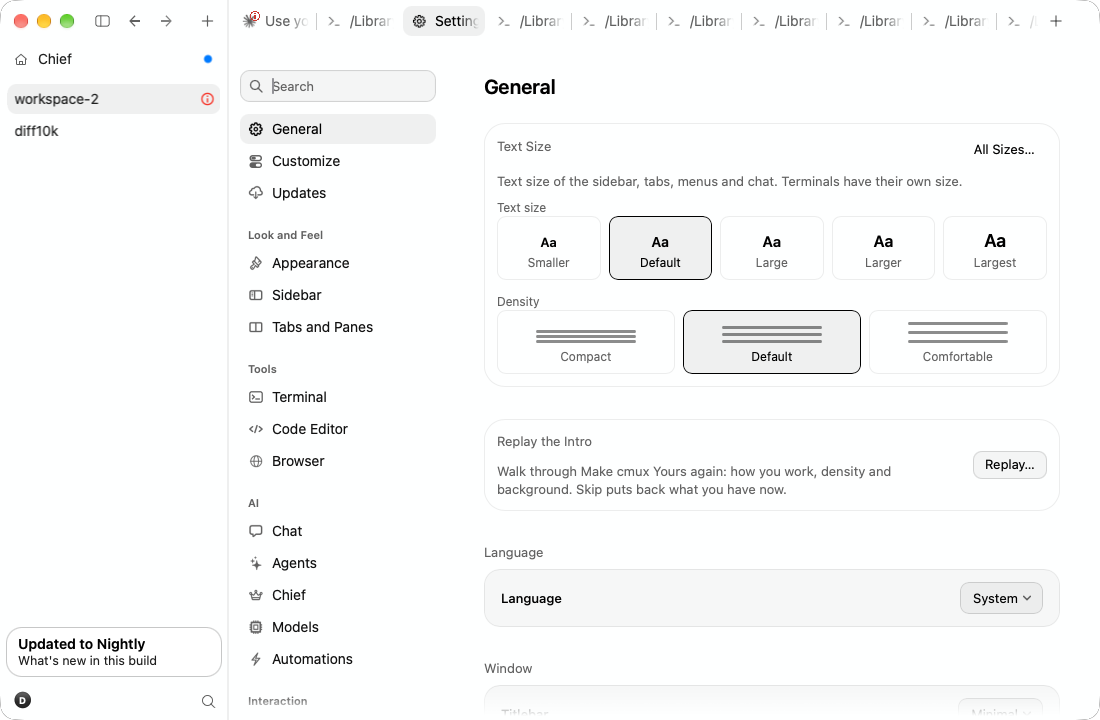 Use yo
/Librar
Setting
/Librar
/Librar
/Librar
/Librar
/Librar
/Librar
Chief
workspace-2
diff10k
Updated to Nightly
What's new in this build
D
Search
General
Customize
Updates
Look and Feel
Appearance
Sidebar
Tabs and Panes
Tools
Terminal
Code Editor
Browser
AI
Chat
Agents
Chief
Models
Automations
Interaction
General
Text Size
All Sizes...
Text size of the sidebar, tabs, menus and chat. Terminals have their own size.
Text size
Aa Aa Aa Aa Aa
Smaller Default Large Larger Largest
Density
Compact Default Comfortable
Replay the Intro
Walk through Make cmux Yours again: how you work, density and
background. Skip puts back what you have now.
Replay...
Language
Language
System
Window
Titlebar
Minimal